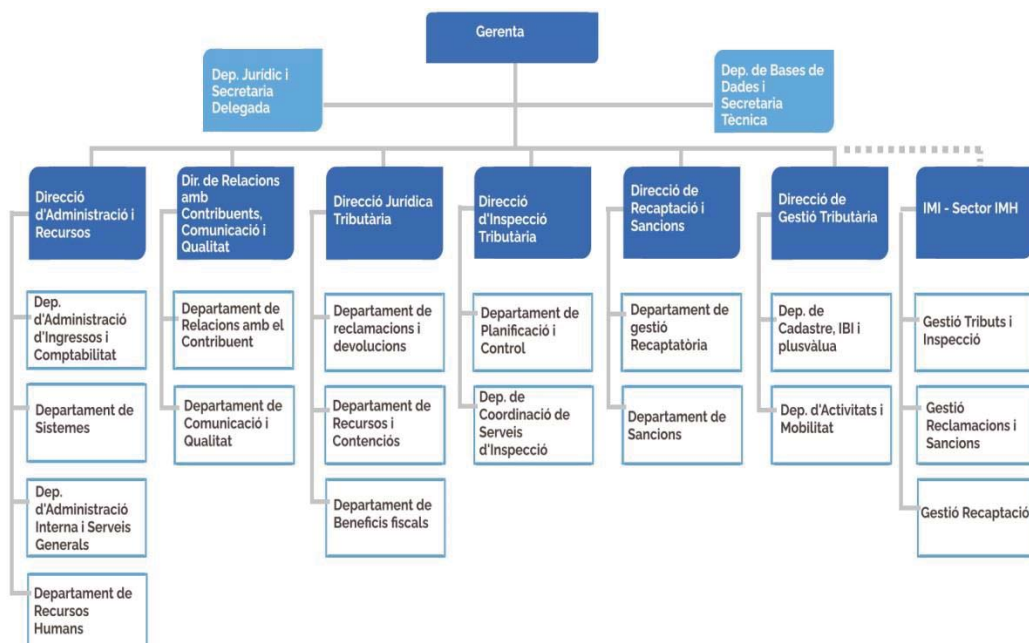 Gerenta
Dep. Jurídic i
Secretaria
Delegada
Dep. de Bases de
Dades i
Secretaria
Tècnica
Direcció
d'Administració i
Recursos
Dir. de Relacions
amb
Contribuents,
Comunicació i
Qualitat
Direcció Jurídica
Tributària
Direcció
d'Inspecció
Tributària
Direcció de
Recaptació i
Sancions
Direcció de
Gestió Tributària
IMI - Sector IMH
Dep.
d'Administració
d'Ingressos i
Comptabilitat
Departament de
Sistemes
Dep.
d'Administració
Interna i Serveis
Generals
Departament de
Recursos
Humans
Departament de
Relacions amb el
Contribuent
Departament de
Comunicació i
Qualitat
Departament de
reclamacions i
devolucions
Departament de
Recursos i
Contenciós
Departament de
Beneficis fiscals
Departament de
Planificació i
Control
Dep. de
Coordinació de
Serveis
d'Inspecció
Departament de
gestió
Recaptatòria
Departament de
Sancions
Dep. de
Cadastre, IBI i
plusvàlua
Dep. d'Activitats i
Mobilitat
Gestió Tributs i
Inspecció
Gestió
Reclamacions i
Sancions
Gestió Recaptació